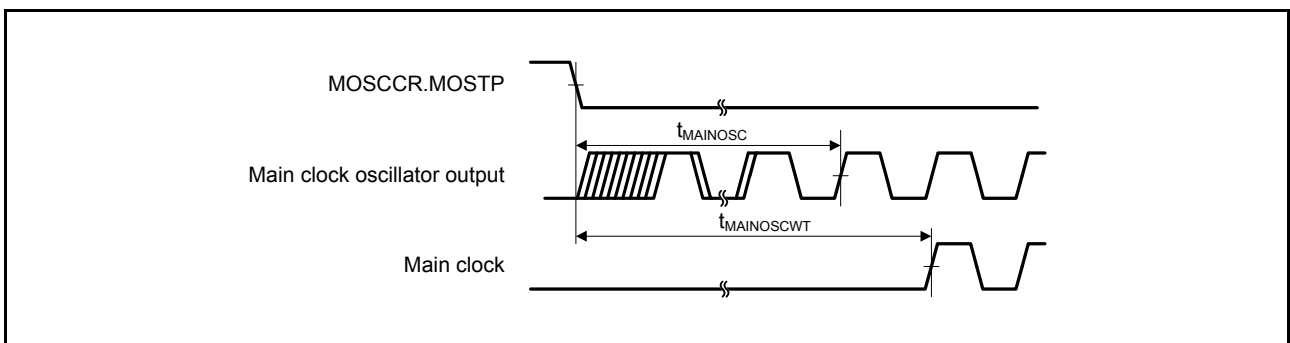 MOSCCR.MOSTP
tMAINOSC
Main clock oscillator output
tMAINOSCWT
Main clock